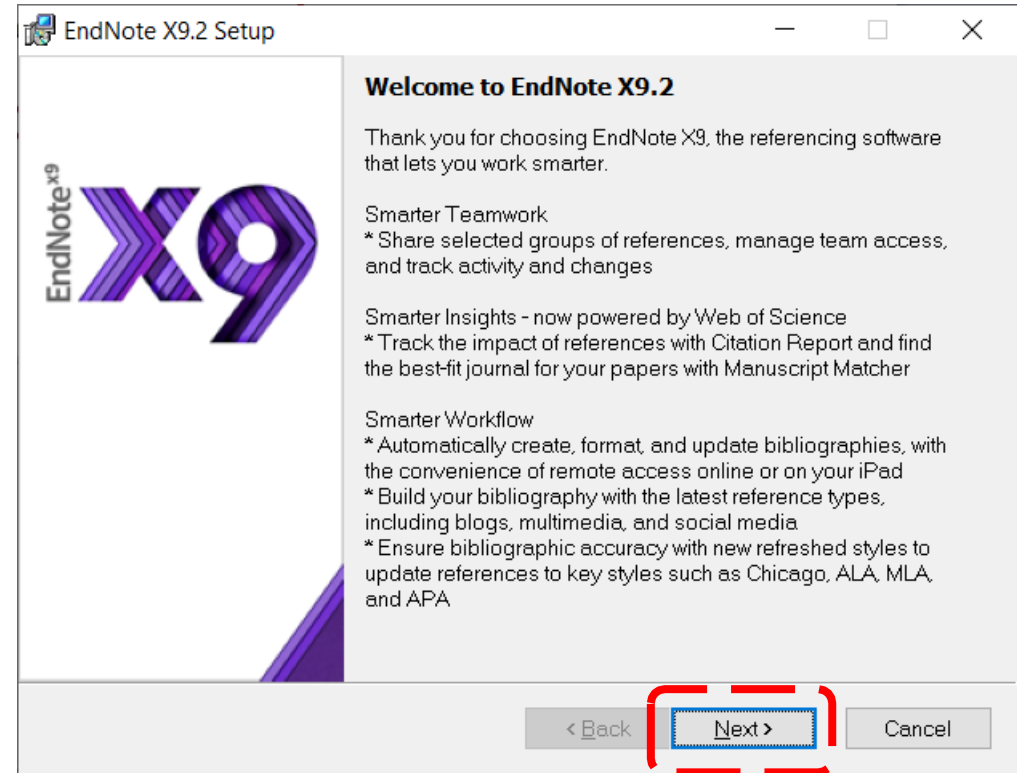 EndNote X9.2 Setup
EndNote X9
X9
Welcome to EndNote X9.2
Thank you for choosing EndNote X9, the referencing software
that lets you work smarter.
Smarter Teamwork
* Share selected groups of references, manage team access,
and track activity and changes
Smarter Insights - now powered by Web of Science
* Track the impact of references with Citation Report and find
the best-fit journal for your papers with Manuscript Matcher
Smarter Workflow
* Automatically create, format, and update bibliographies, with
the convenience of remote access online or on your iPad
* Build your bibliography with the latest reference types,
including blogs, multimedia, and social media
* Ensure bibliographic accuracy with new refreshed styles to
update references to key styles such as Chicago, ALA, MLA,
and APA
< Back Next > Cancel